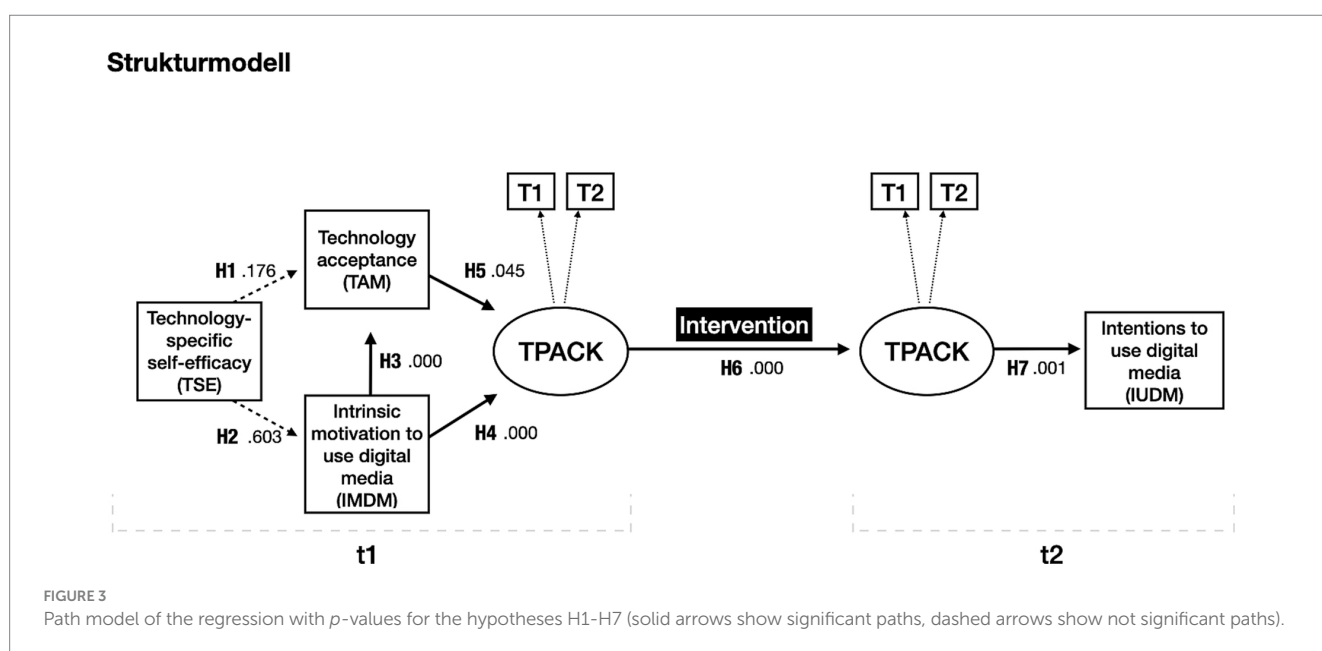 Strukturmodell
T1
T2
T1
T2
Technology
acceptance
(TAM)
H1 .176
H5 .045
Technology-
specific
self-efficacy
(TSE)
H3 .000
TPACK
Intervention
H6 .000
TPACK
H7 .001
Intentions to
use digital
media
(IUDM)
H2 .603
Intrinsic
motivation to
use digital
media
(IMDM)
H4 .000
t1
t2
FIGURE 3
Path model of the regression with p-values for the hypotheses H1-H7 (solid arrows show significant paths, dashed arrows show not significant paths).